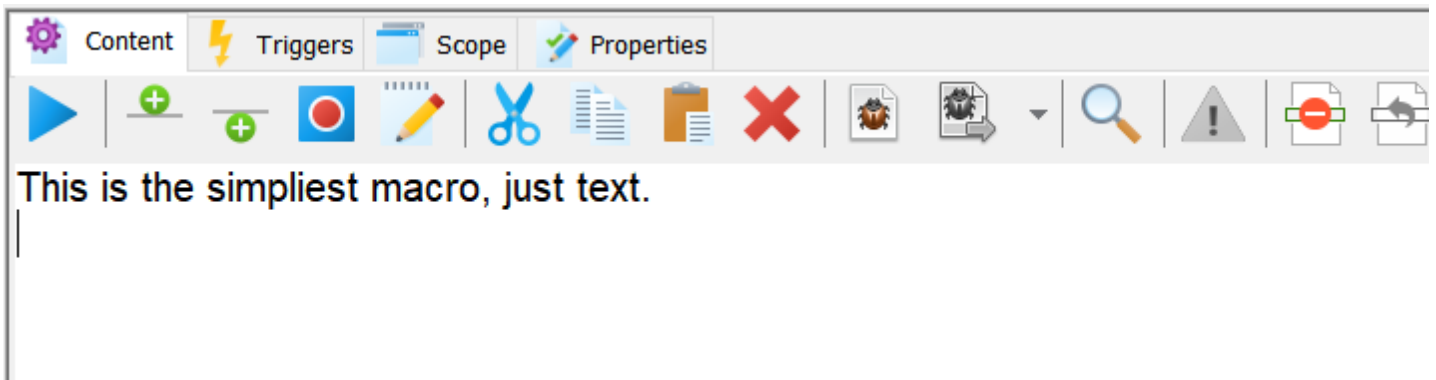 Content Triggers Scope Properties
This is the simpliest macro, just text.